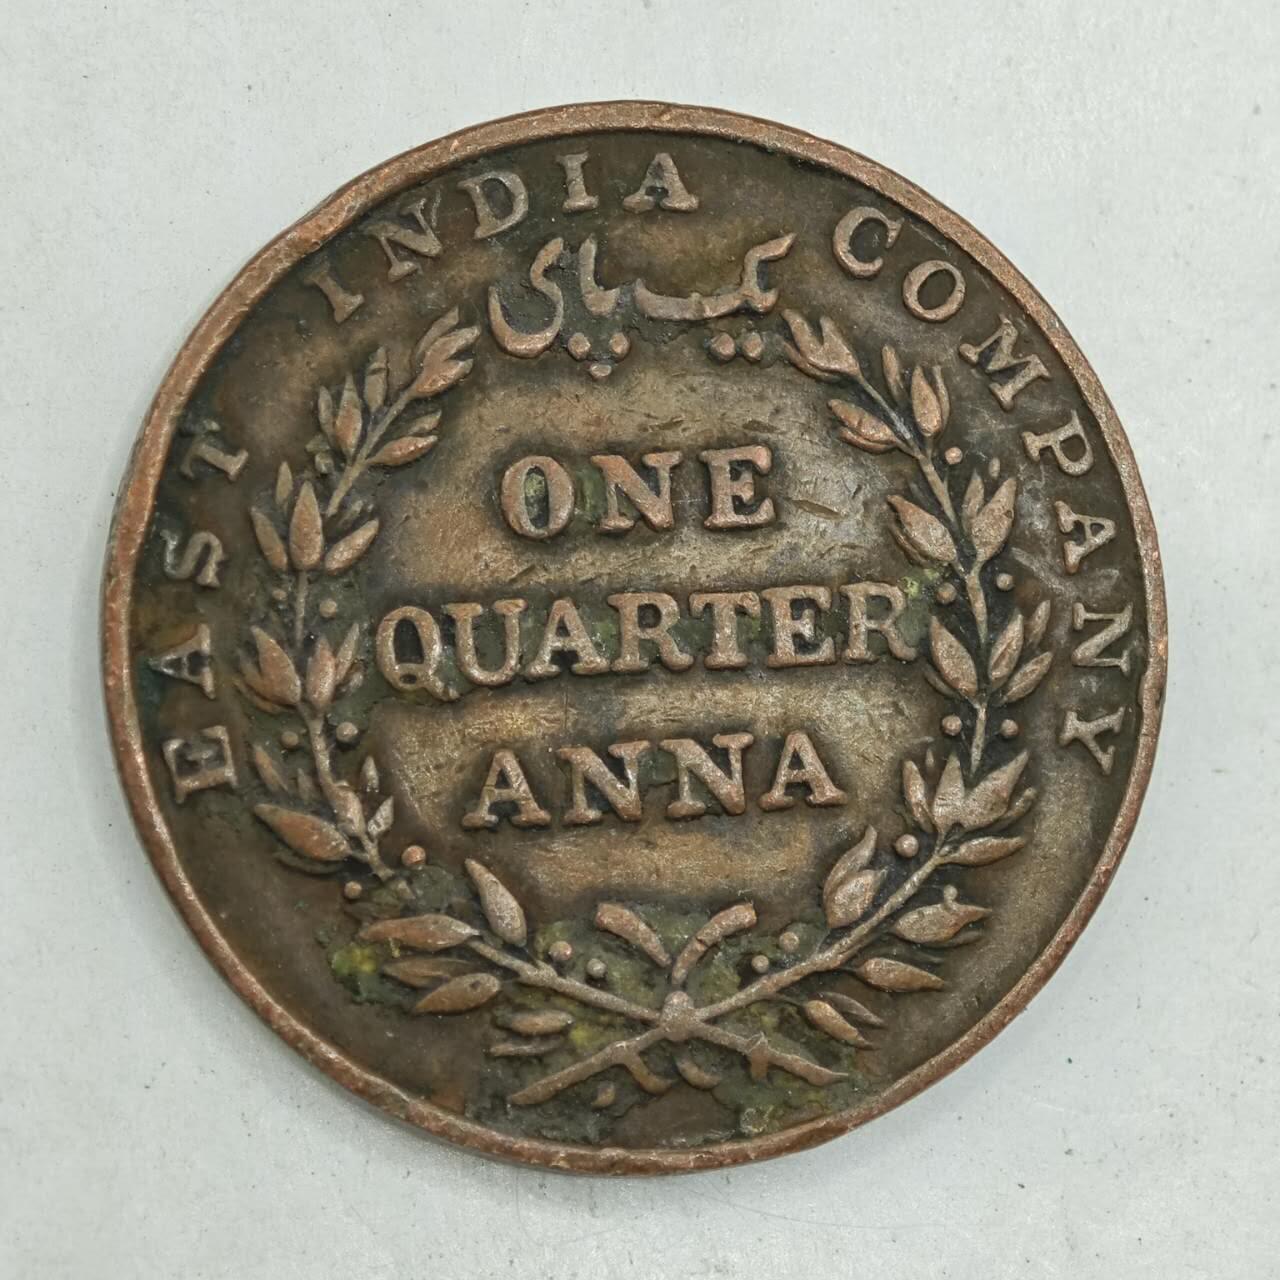 EAST INDIA COMPANY
یک پای
ONE
QUARTER
ANNA